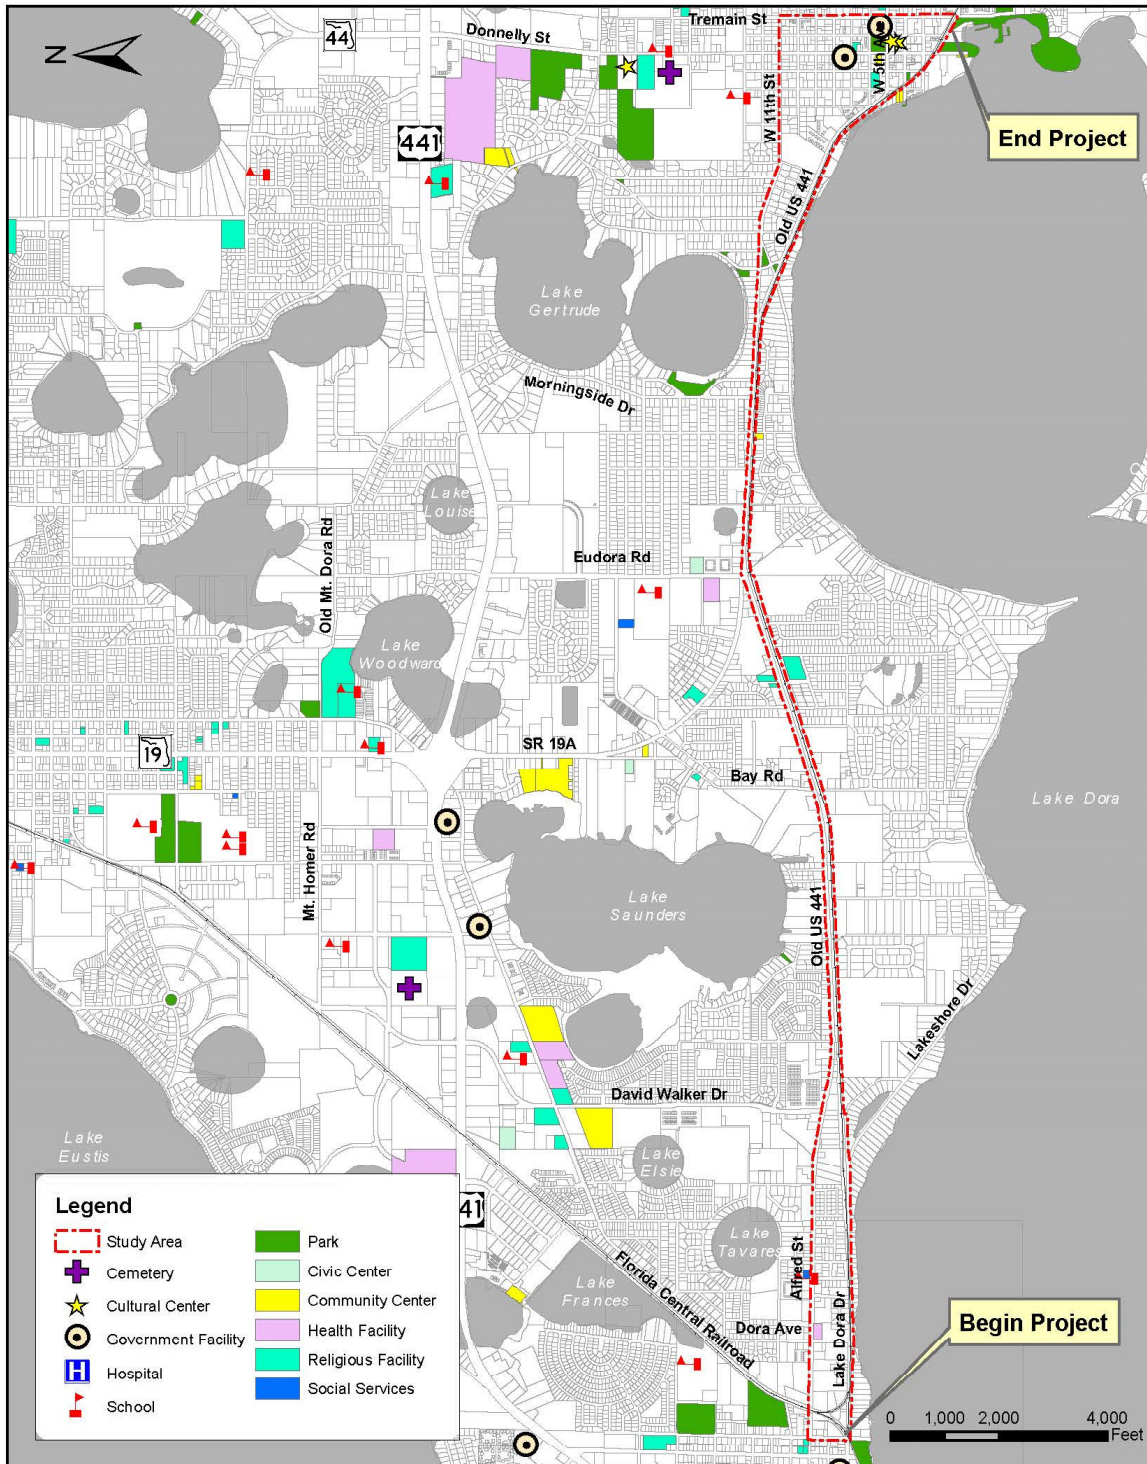 Tremain St
44
Donnelly St
N
W 5th A
W 11th St
441
End Project
Old US 441
Lake
Gertrude
Morningside Dr
Lake
Louise
Old Mt. Dora Rd
Eudora Rd
Lake
Woodward
SR 19A
19
Bay Rd
Lake Dora
Mt. Homer Rd
Lake
Saunders
Old US 441
Lakeshore Dr
David Walker Dr
Lake
Eustis
Lake
Elsie
41
Lake
Tavares
Alfred St
Florida Central Railroad
Lake
Frances
Dora Ave
Lake Dora Dr
Begin Project
Legend
Study Area
Cemetery
Cultural Center
Government Facility
H Hospital
School
Park
Civic Center
Community Center
Health Facility
Religious Facility
Social Services
0 1,000 2,000 4,000
Feet